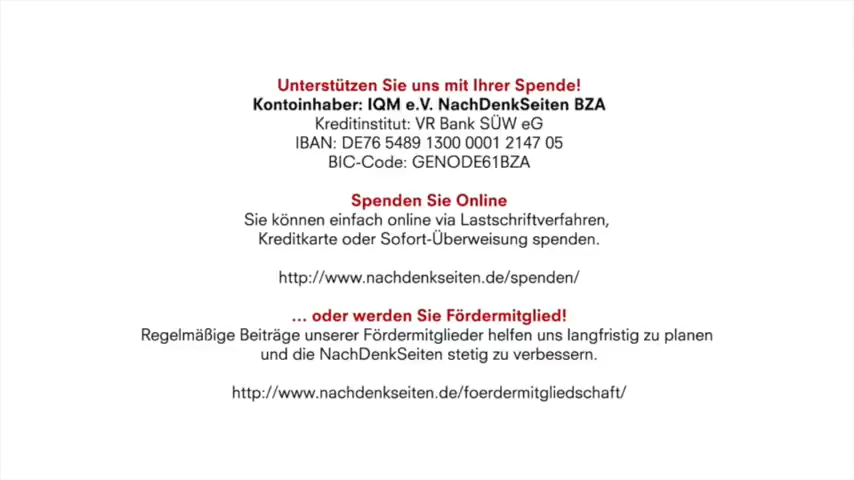 Unterstützen Sie uns mit Ihrer Spende!
Kontoinhaber: IQM e.V. NachDenkSeiten BZA
Kreditinstitut: VR Bank SÜW eG
IBAN: DE76 5489 1300 0001 2147 05
BIC-Code: GENODE61BZA
Spenden Sie Online
Sie können einfach online via Lastschriftverfahren,
Kreditkarte oder Sofort-Überweisung spenden.
http://www.nachdenkseiten.de/spenden/
... oder werden Sie Fördermitglied!
Regelmäßige Beiträge unserer Fördermitglieder helfen uns langfristig zu planen
und die NachDenkSeiten stetig zu verbessern.
http://www.nachdenkseiten.de/foerdermitgliedschaft/